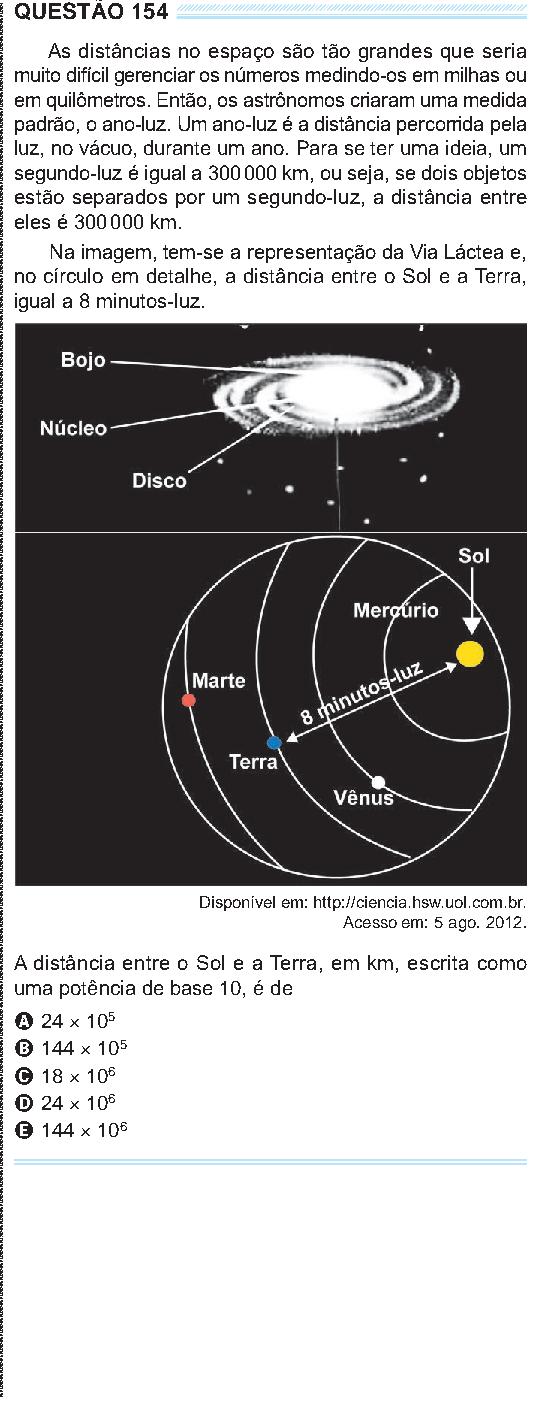 QUESTÃO 154
As distâncias no espaço são tão grandes que seria
muito difícil gerenciar os números medindo-os em milhas ou
em quilômetros. Então, os astrônomos criaram uma medida
padrão, o ano-luz. Um ano-luz é a distância percorrida pela
luz, no vácuo, durante um ano. Para se ter uma ideia, um
segundo-luz é igual a 300 000 km, ou seja, se dois objetos
estão separados por um segundo-luz, a distância entre
eles é 300 000 km.
Na imagem, tem-se a representação da Via Láctea e,
no círculo em detalhe, a distância entre o Sol e a Terra,
igual a 8 minutos-luz.
Bojo
Núcleo
Disco
Sol
Mercúrio
Marte
8 minutos-luz
Terra
Vênus
Disponível em: http://ciencia.hsw.uol.com.br.
Acesso em: 5 ago. 2012.
A distância entre o Sol e a Terra, em km, escrita como
uma potência de base 10, é de
A 24 × 10⁵
B 144 × 10⁵
C 18 × 10⁶
D 24 × 10⁶
E 144 × 10⁶